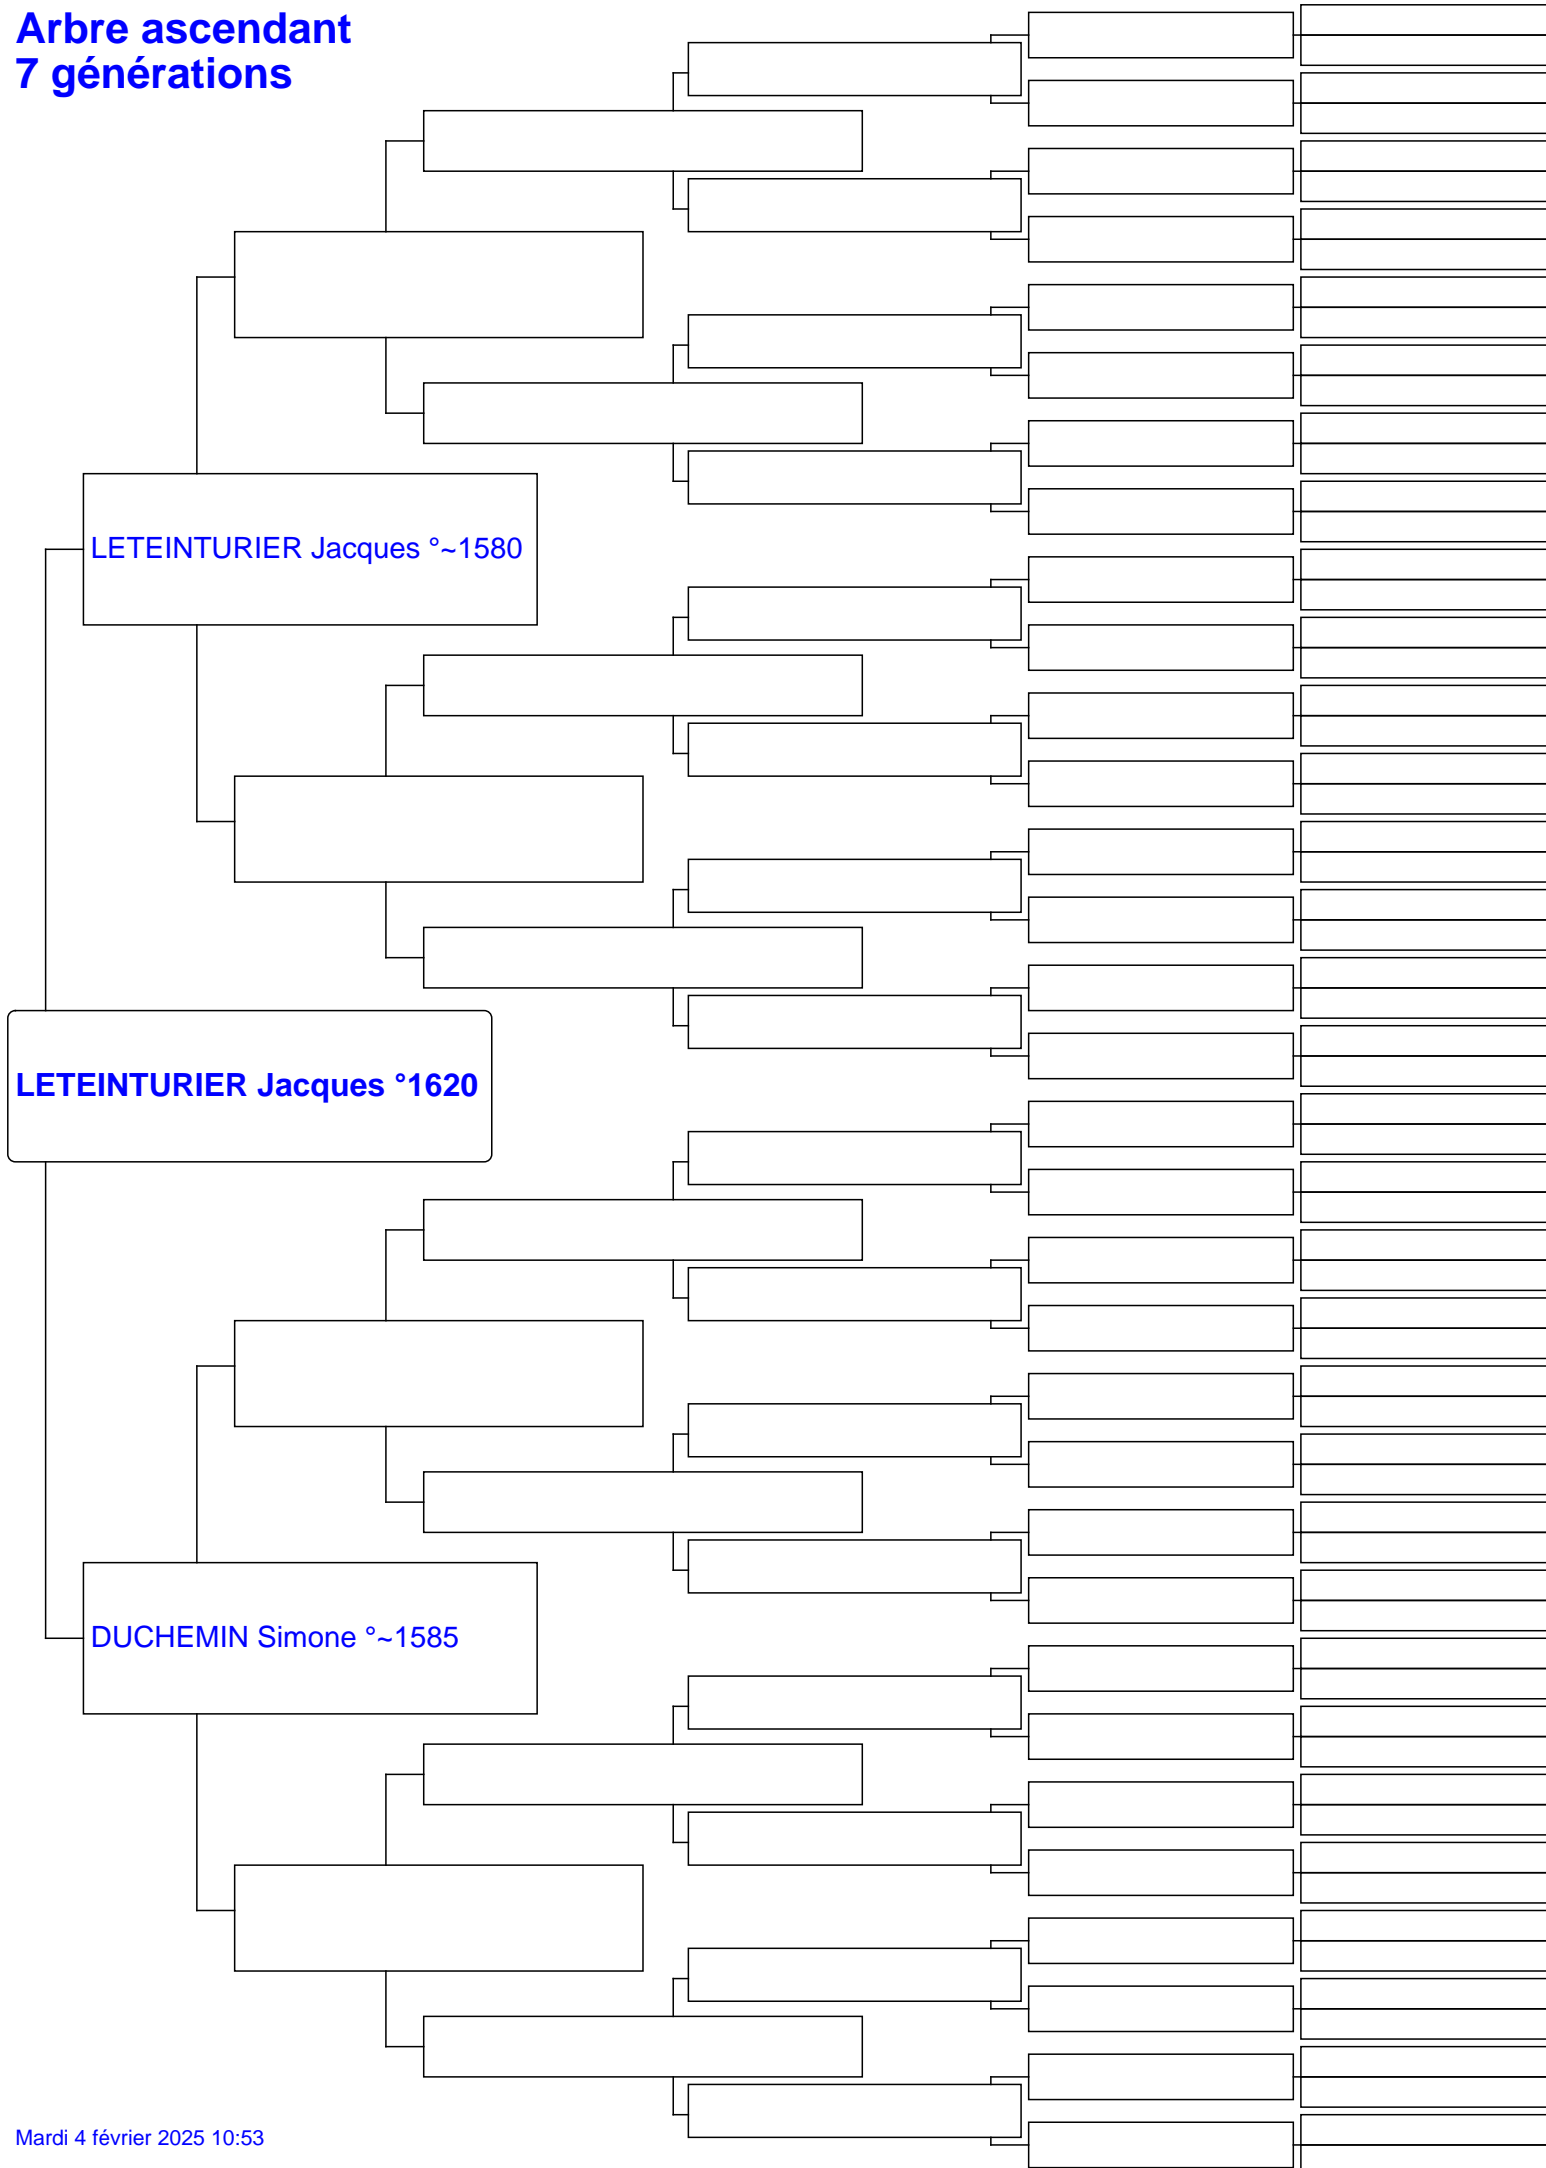 Arbre ascendant
7 générations
LETEINTURIER Jacques °~1580
LETEINTURIER Jacques °1620
DUCHEMIN Simone °~1585
Mardi 4 février 2025 10:53